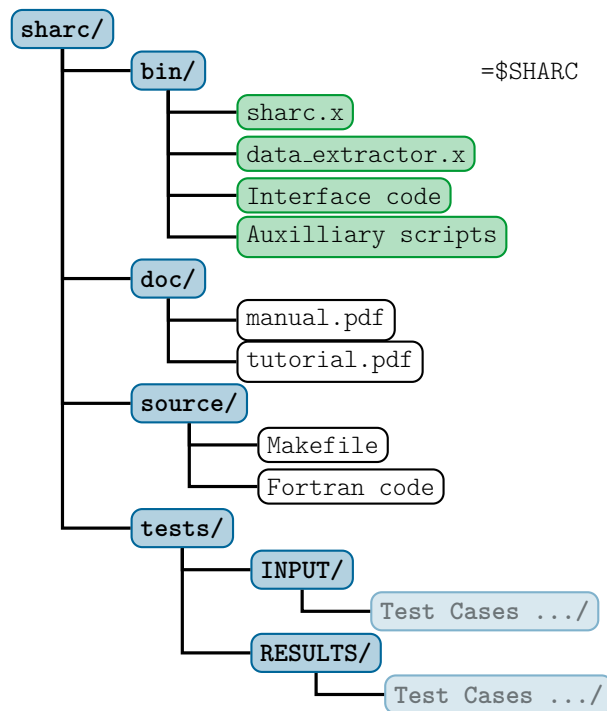 sharc/
bin/ =$SHARC
sharc.x
data_extractor.x
Interface code
Auxilliary scripts
doc/
manual.pdf
tutorial.pdf
source/
Makefile
Fortran code
tests/
INPUT/
Test Cases .../
RESULTS/
Test Cases .../